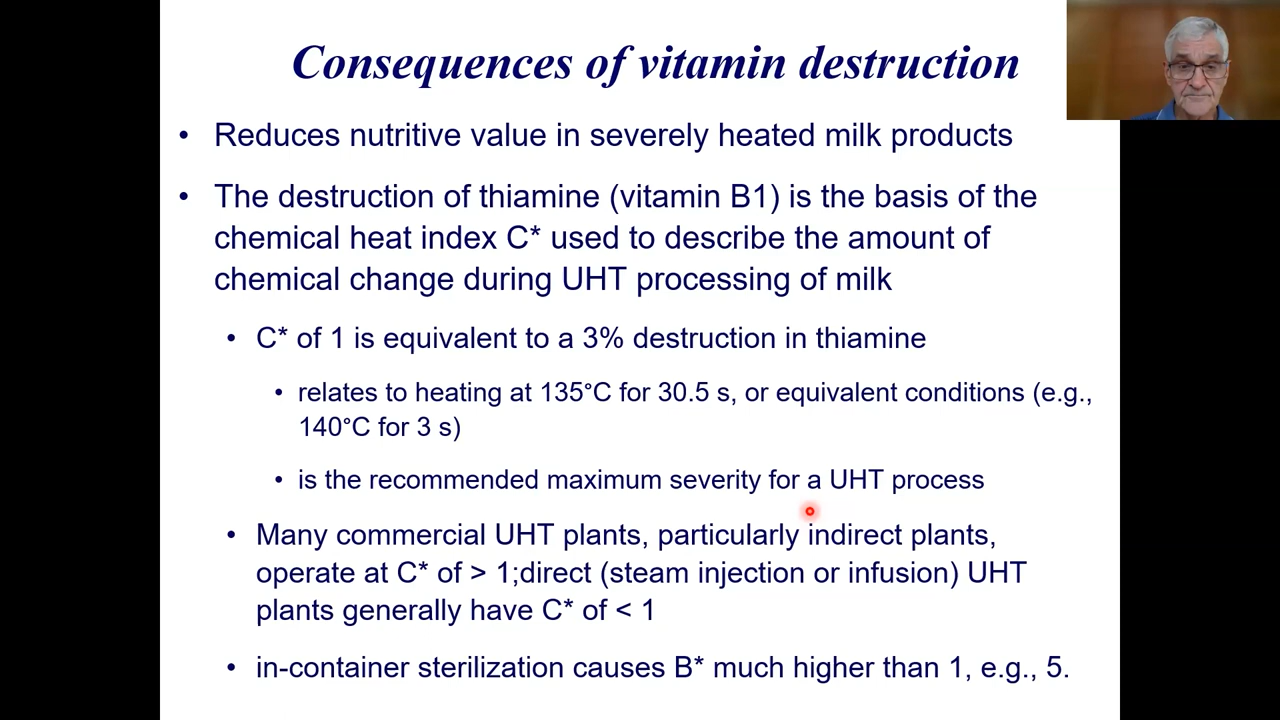 Consequences of vitamin destruction
• Reduces nutritive value in severely heated milk products
• The destruction of thiamine (vitamin B1) is the basis of the
chemical heat index C* used to describe the amount of
chemical change during UHT processing of milk
• C* of 1 is equivalent to a 3% destruction in thiamine
• relates to heating at 135°C for 30.5 s, or equivalent conditions (e.g.,
140°C for 3 s)
• is the recommended maximum severity for a UHT process
• Many commercial UHT plants, particularly indirect plants,
operate at C* of > 1;direct (steam injection or infusion) UHT
plants generally have C* of < 1
• in-container sterilization causes B* much higher than 1, e.g., 5.